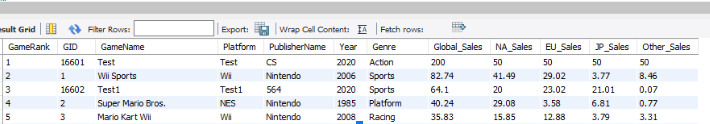 esult Grid Filter Rows: Export: Wrap Cell Content: IA Fetch rows:
GameRank GID GameName Platform PublisherName Year Genre Global_Sales NA_Sales EU_Sales JP_Sales Other_Sales
1 16601 Test Test CS 2020 Action 200 50 50 50 50
2 1 Wii Sports Wii Nintendo 2006 Sports 82.74 41.49 29.02 3.77 8.46
3 16602 Test1 Test1 564 2020 Sports 64.1 20 23.02 21.01 0.07
4 2 Super Mario Bros. NES Nintendo 1985 Platform 40.24 29.08 3.58 6.81 0.77
5 3 Mario Kart Wii Wii Nintendo 2008 Racing 35.83 15.85 12.88 3.79 3.31